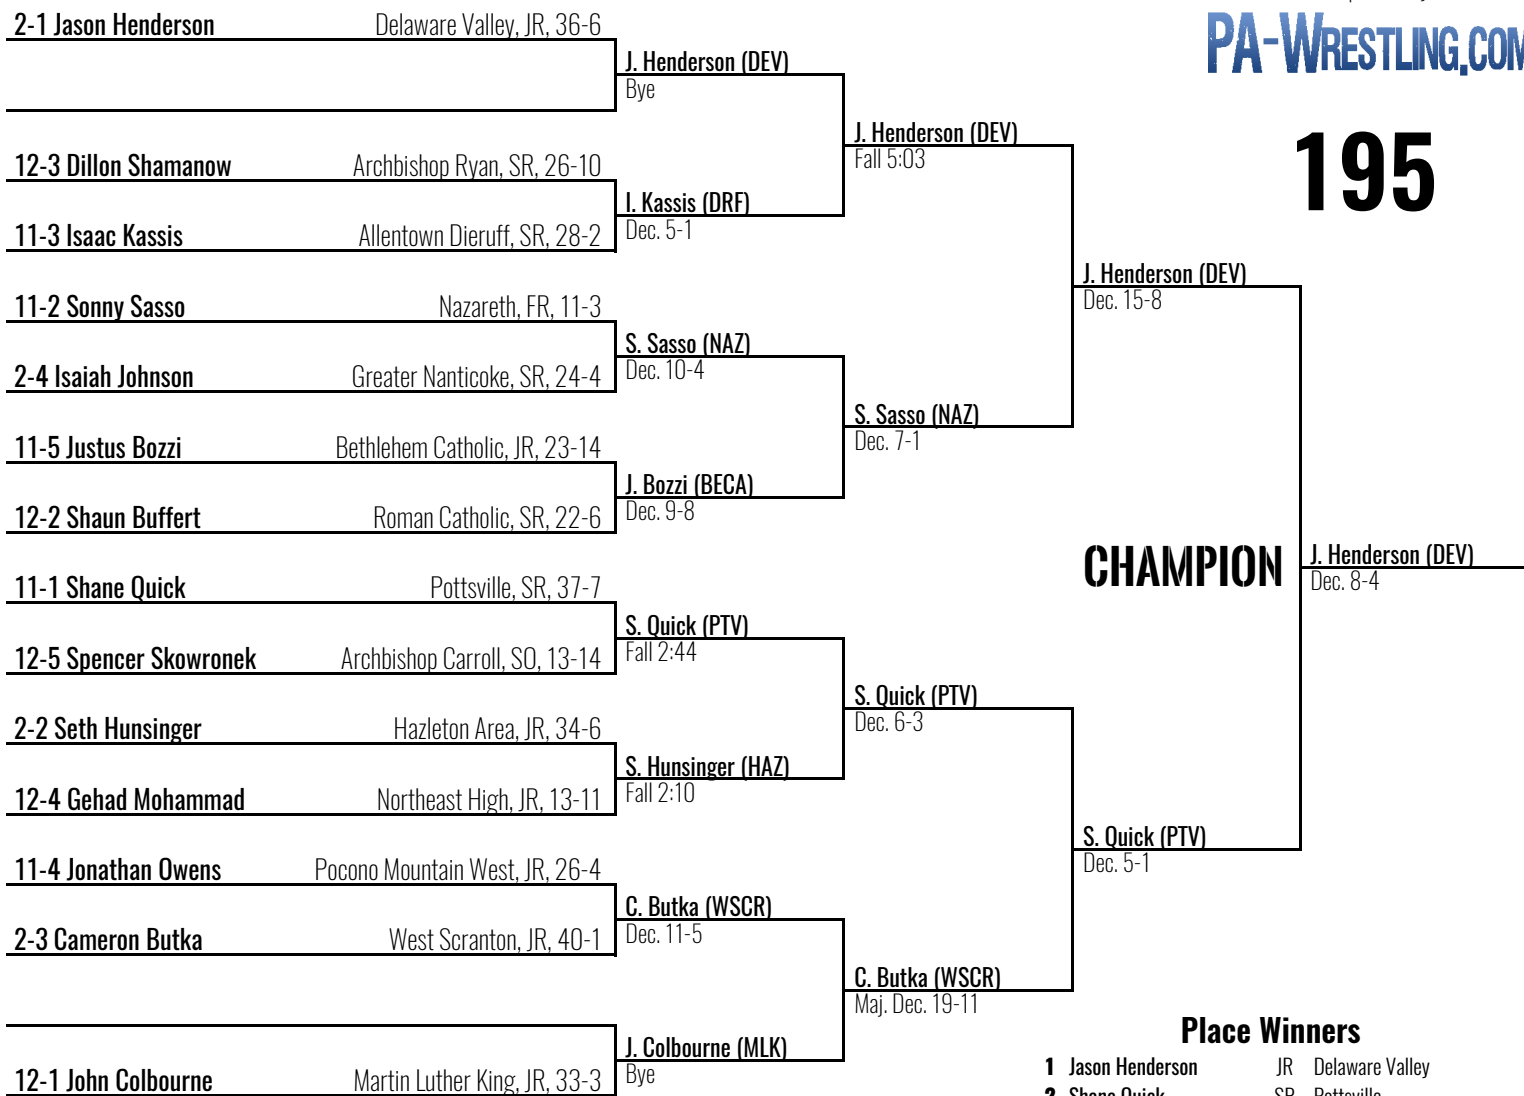 2-1 Jason Henderson Delaware Valley, JR, 36-6
J. Henderson (DEV)
Bye
12-3 Dillon Shamanow Archbishop Ryan, SR, 26-10
11-3 Isaac Kassis Allentown Dieruff, SR, 28-2
I. Kassis (DRF)
Dec. 5-1
J. Henderson (DEV)
Fall 5:03
11-2 Sonny Sasso Nazareth, FR, 11-3
2-4 Isaiah Johnson Greater Nanticoke, SR, 24-4
S. Sasso (NAZ)
Dec. 10-4
11-5 Justus Bozzi Bethlehem Catholic, JR, 23-14
12-2 Shaun Buffert Roman Catholic, SR, 22-6
J. Bozzi (BECA)
Dec. 9-8
S. Sasso (NAZ)
Dec. 7-1
J. Henderson (DEV)
Dec. 15-8
11-1 Shane Quick Pottsville, SR, 37-7
12-5 Spencer Skowronek Archbishop Carroll, SO, 13-14
S. Quick (PTV)
Fall 2:44
2-2 Seth Hunsinger Hazleton Area, JR, 34-6
12-4 Gehad Mohammad Northeast High, JR, 13-11
S. Hunsinger (HAZ)
Fall 2:10
S. Quick (PTV)
Dec. 6-3
11-4 Jonathan Owens Pocono Mountain West, JR, 26-4
2-3 Cameron Butka West Scranton, JR, 40-1
C. Butka (WSCR)
Dec. 11-5
12-1 John Colbourne Martin Luther King, JR, 33-3
J. Colbourne (MLK)
Bye
C. Butka (WSCR)
Maj. Dec. 19-11
S. Quick (PTV)
Dec. 5-1
CHAMPION
J. Henderson (DEV)
Dec. 8-4
PA-WRESTLING.COM
195
Place Winners
1 Jason Henderson JR Delaware Valley
2 Shane Quick SR Pottsville